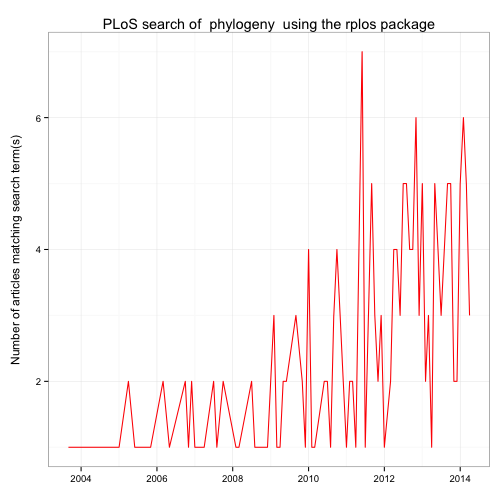 PLoS search of  phylogeny  using the rplos package
Number of articles matching search term(s)
6
4
2
2004 2006 2008 2010 2012 2014